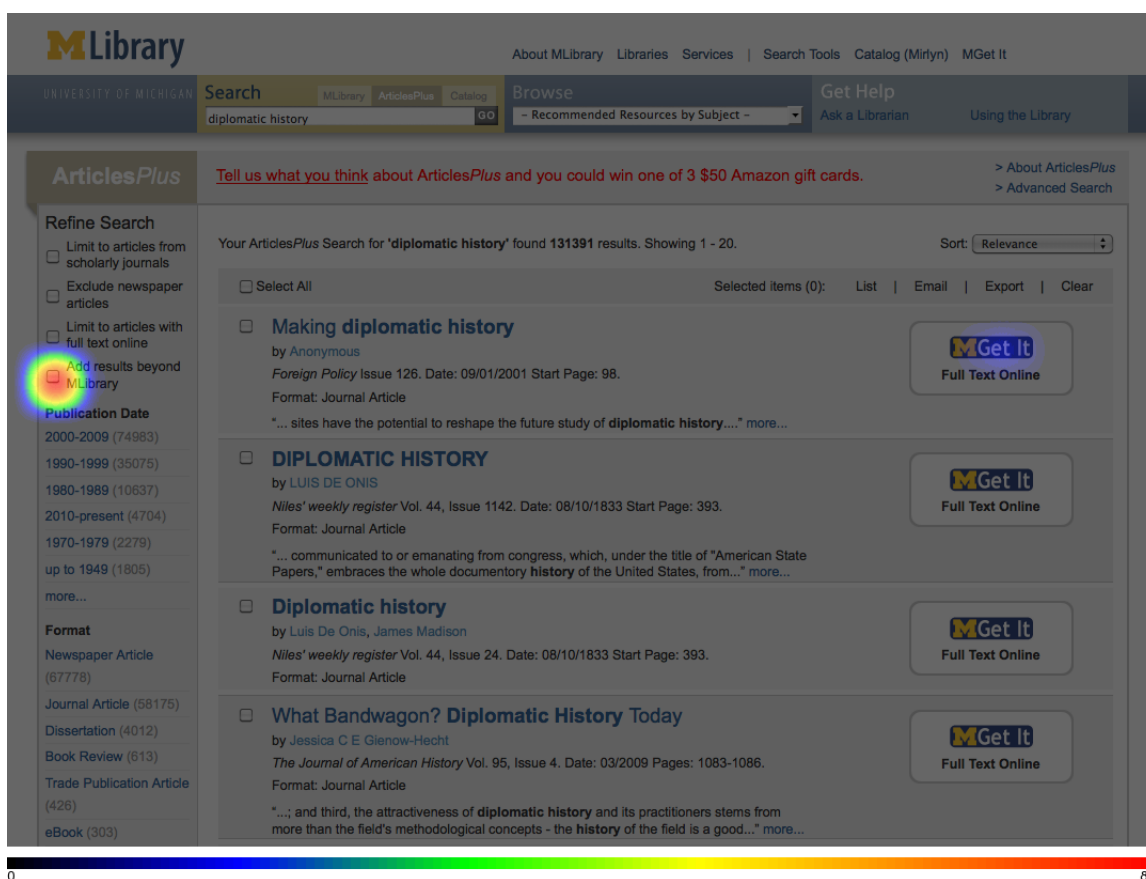 MLibrary
About MLibrary Libraries Services | Search Tools Catalog (Mirlyn) MGet It
UNIVERSITY OF MICHIGAN
Search MLibrary ArticlesPlus Catalog
diplomatic history GO
Browse
- Recommended Resources by Subject -
Get Help
Ask a Librarian Using the Library
ArticlesPlus
Tell us what you think about ArticlesPlus and you could win one of 3 $50 Amazon gift cards.
> About ArticlesPlus
> Advanced Search
Refine Search
Limit to articles from
scholarly journals
Exclude newspaper
articles
Limit to articles with
full text online
Add results beyond
MLibrary
Publication Date
2000-2009 (74983)
1990-1999 (35075)
1980-1989 (10637)
2010-present (4704)
1970-1979 (2279)
up to 1949 (1805)
more...
Format
Newspaper Article
(67778)
Journal Article (58175)
Dissertation (4012)
Book Review (613)
Trade Publication Article
(426)
eBook (303)
Your ArticlesPlus Search for 'diplomatic history' found 131391 results. Showing 1 - 20.
Sort: Relevance
Select All
Selected items (0): List | Email | Export | Clear
Making diplomatic history
by Anonymous
Foreign Policy Issue 126. Date: 09/01/2001 Start Page: 98.
Format: Journal Article
"... sites have the potential to reshape the future study of diplomatic history...." more...
MGet It
Full Text Online
DIPLOMATIC HISTORY
by LUIS DE ONIS
Niles' weekly register Vol. 44, Issue 1142. Date: 08/10/1833 Start Page: 393.
Format: Journal Article
"... communicated to or emanating from congress, which, under the title of "American State
Papers," embraces the whole documentory history of the United States, from..." more...
MGet It
Full Text Online
Diplomatic history
by Luis De Onis, James Madison
Niles' weekly register Vol. 44, Issue 24. Date: 08/10/1833 Start Page: 393.
Format: Journal Article
MGet It
Full Text Online
What Bandwagon? Diplomatic History Today
by Jessica C E Gienow-Hecht
The Journal of American History Vol. 95, Issue 4. Date: 03/2009 Pages: 1083-1086.
Format: Journal Article
"...; and third, the attractiveness of diplomatic history and its practitioners stems from
more than the field's methodological concepts - the history of the field is a good..." more...
MGet It
Full Text Online
0